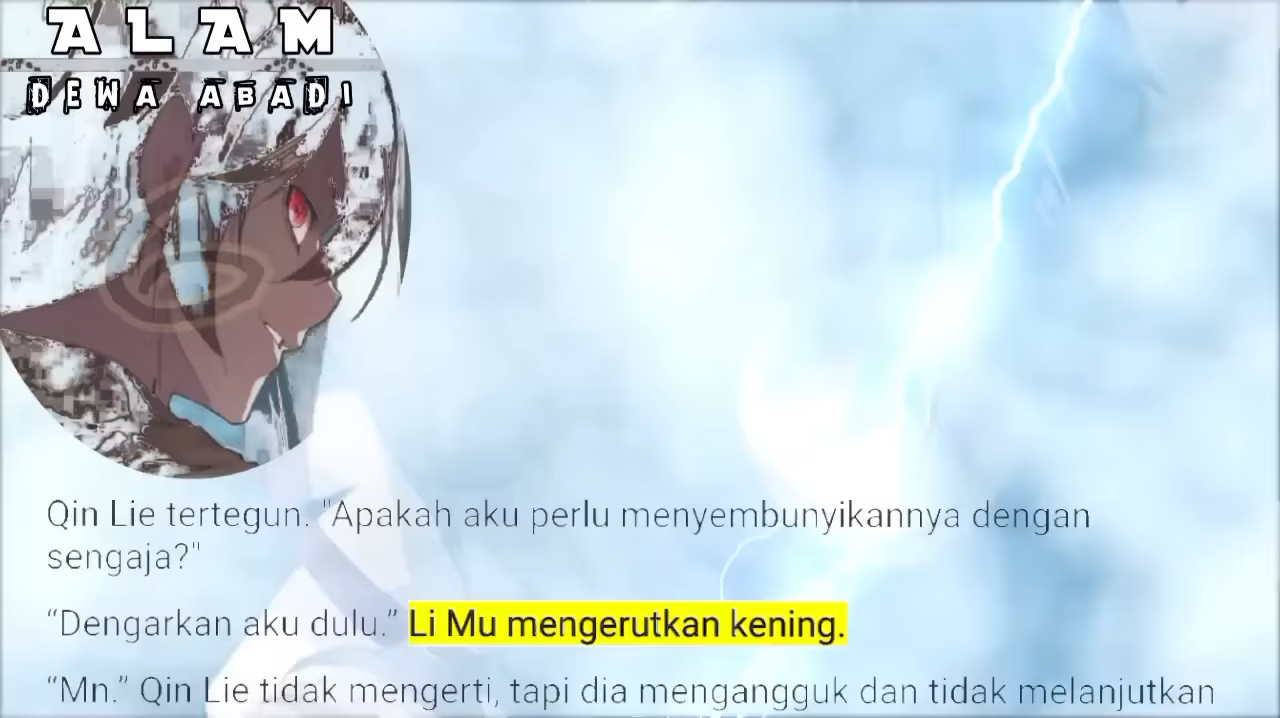 ALAM
DEWA ABADI
Qin Lie tertegun. "Apakah aku perlu menyembunyikannya dengan
sengaja?"
“Dengarkan aku dulu.” Li Mu mengerutkan kening.
“Mn.” Qin Lie tidak mengerti, tapi dia mengangguk dan tidak melanjutkan